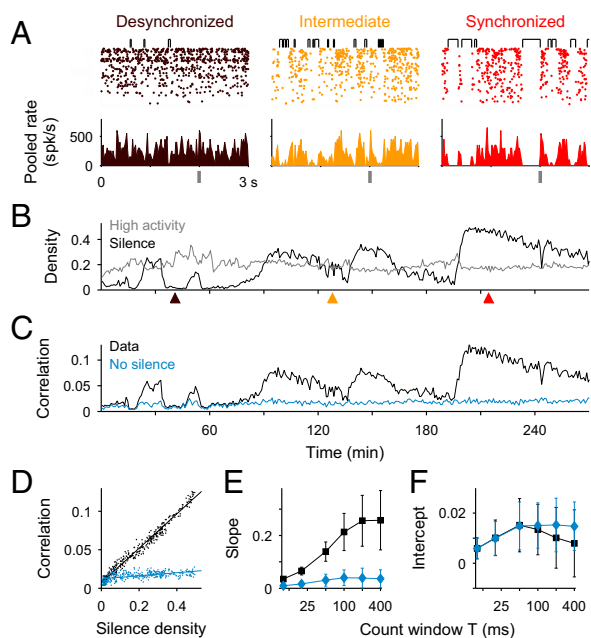 A
Desynchronized
Intermediate
Synchronized
Pooled rate
(spk/s)
500
0
0
3 s
B
High activity
Silence
Density
0.4
0.2
0
C
Data
No silence
Correlation
0.1
0.05
0
60
120
180
240
Time (min)
D
Correlation
0.1
0.05
0
0
0.2
0.4
Silence density
E
Slope
0.2
0
25
100
400
F
Intercept
0.02
0
25
100
400
Count window T (ms)